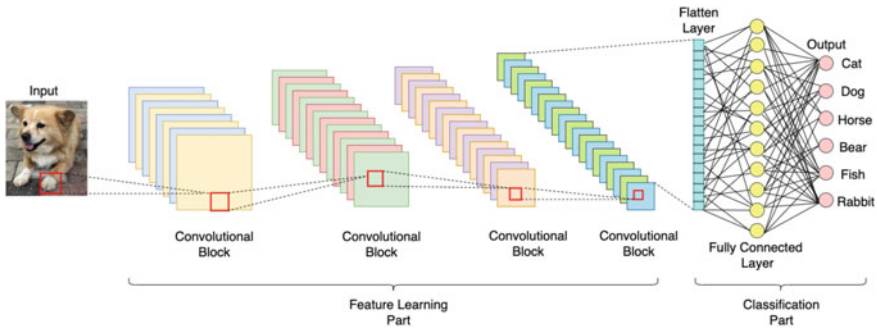 Input
Convolutional
Block
Convolutional
Block
Convolutional
Block
Convolutional
Block
Feature Learning
Part
Flatten
Layer
Fully Connected
Layer
Output
Cat
Dog
Horse
Bear
Fish
Rabbit
Classification
Part